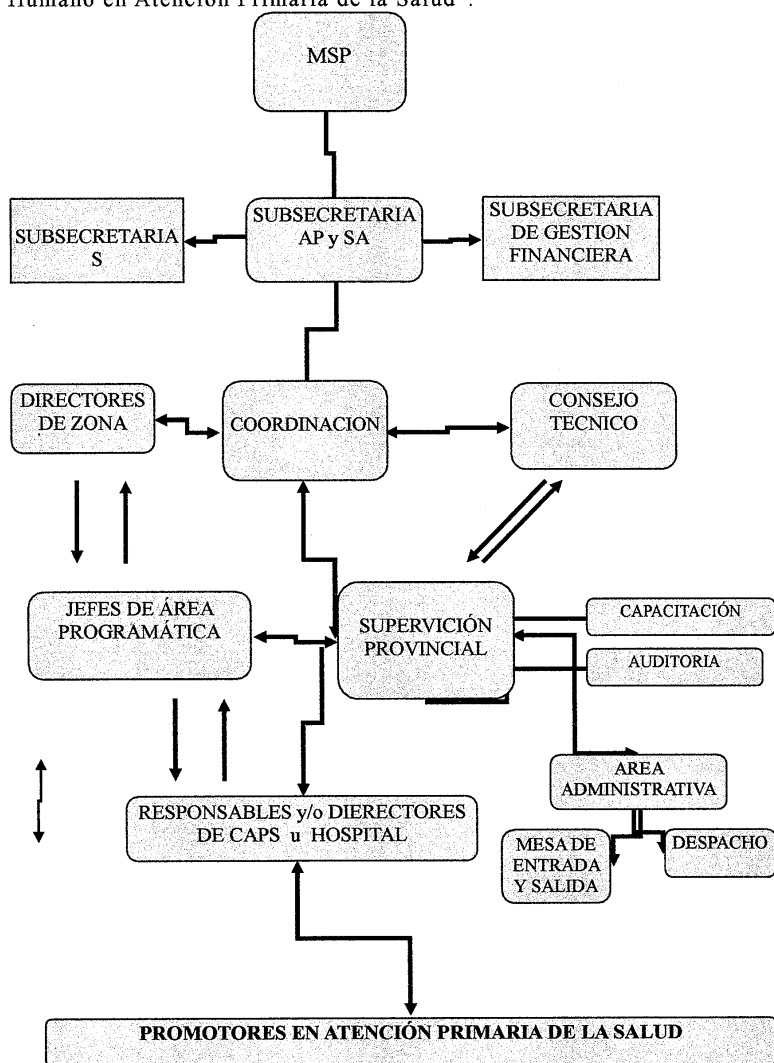 Humano en Atención Primaria de la Salud".
MSP
SUBSECRETARIA
S
SUBSECRETARIA
AP y SA
SUBSECRETARIA
DE GESTION
FINANCIERA
DIRECTORES
DE ZONA
COORDINACION
CONSEJO
TECNICO
JEFES DE ÁREA
PROGRAMÁTICA
SUPERVICIÓN
PROVINCIAL
CAPACITACIÓN
AUDITORIA
AREA
ADMINISTRATIVA
RESPONSABLES y/o DIERECTORES
DE CAPS u HOSPITAL
MESA DE
ENTRADA
Y SALIDA
DESPACHO
PROMOTORES EN ATENCIÓN PRIMARIA DE LA SALUD